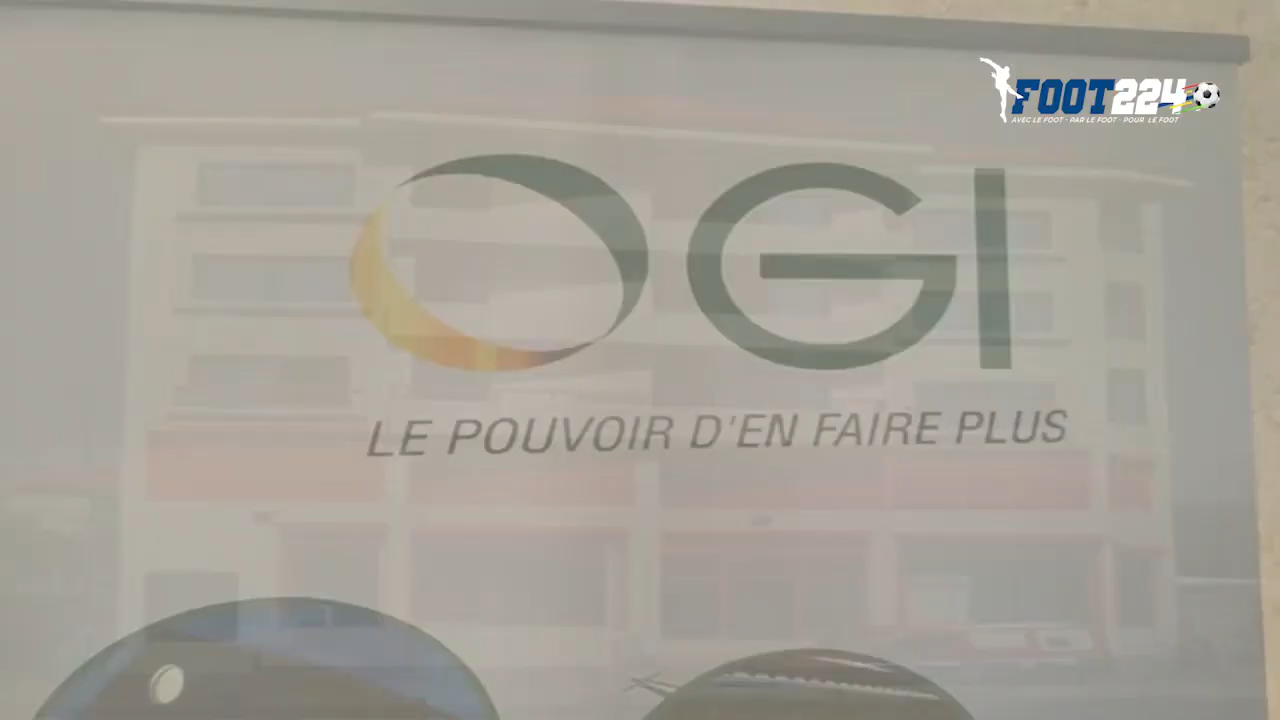 FOOT224
AVEC LE FOOT - PAR LE FOOT - POUR LE FOOT
OGI
LE POUVOIR D'EN FAIRE PLUS